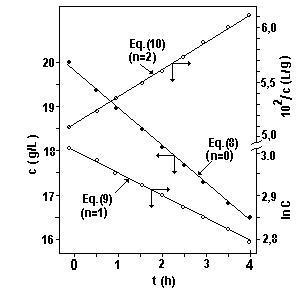 c (g/L)
20
19
18
17
16
0
1
2
3
4
t (h)
Eq.(10)
(n=2)
Eq.(8)
(n=0)
Eq.(9)
(n=1)
6,0
5,5
5,0
10²/c (L/g)
3,0
2,9
2,8
lnC